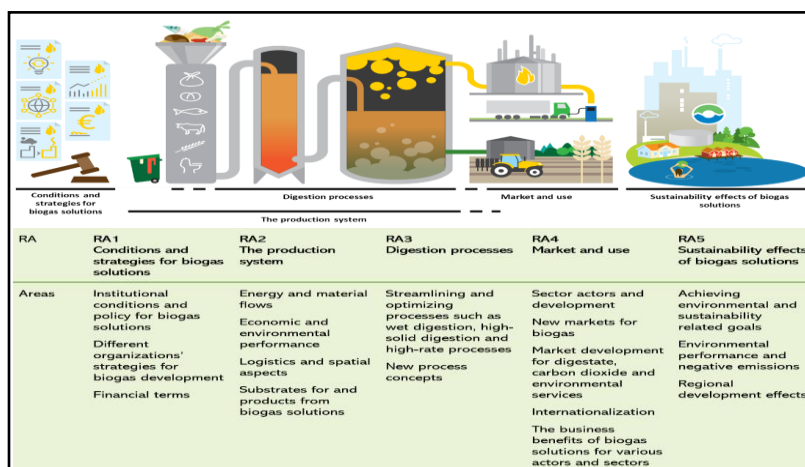 Conditions and
strategies for
biogas solutions
Digestion processes
Market and use
Sustainability effects of biogas
solutions
The production system
RA
RA1
Conditions and
strategies for biogas
solutions
RA2
The production
system
RA3
Digestion processes
RA4
Market and use
RA5
Sustainability effects
of biogas solutions
Areas
Institutional
conditions and
policy for biogas
solutions
Different
organizations'
strategies for
biogas development
Financial terms
Energy and material
flows
Economic and
environmental
performance
Logistics and spatial
aspects
Substrates for and
products from
biogas solutions
Streamlining and
optimizing
processes such as
wet digestion, high-
solid digestion and
high-rate processes
New process
concepts
Sector actors and
development
New markets for
biogas
Market development
for digestate,
carbon dioxide and
environmental
services
Internationalization
The business
benefits of biogas
solutions for various
actors and sectors
Achieving
environmental and
sustainability
related goals
Environmental
performance and
negative emissions
Regional
development effects